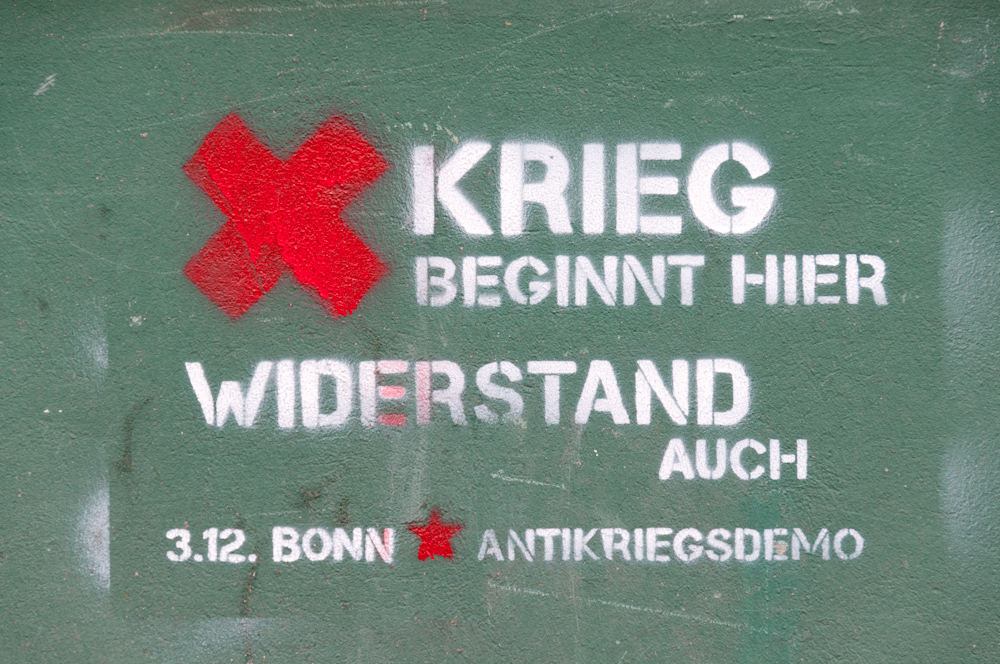 KRIEG
BEGINNT HIER
WIDERSTAND
AUCH
3.12. BONN ★ ANTIKRIEGSDEMO